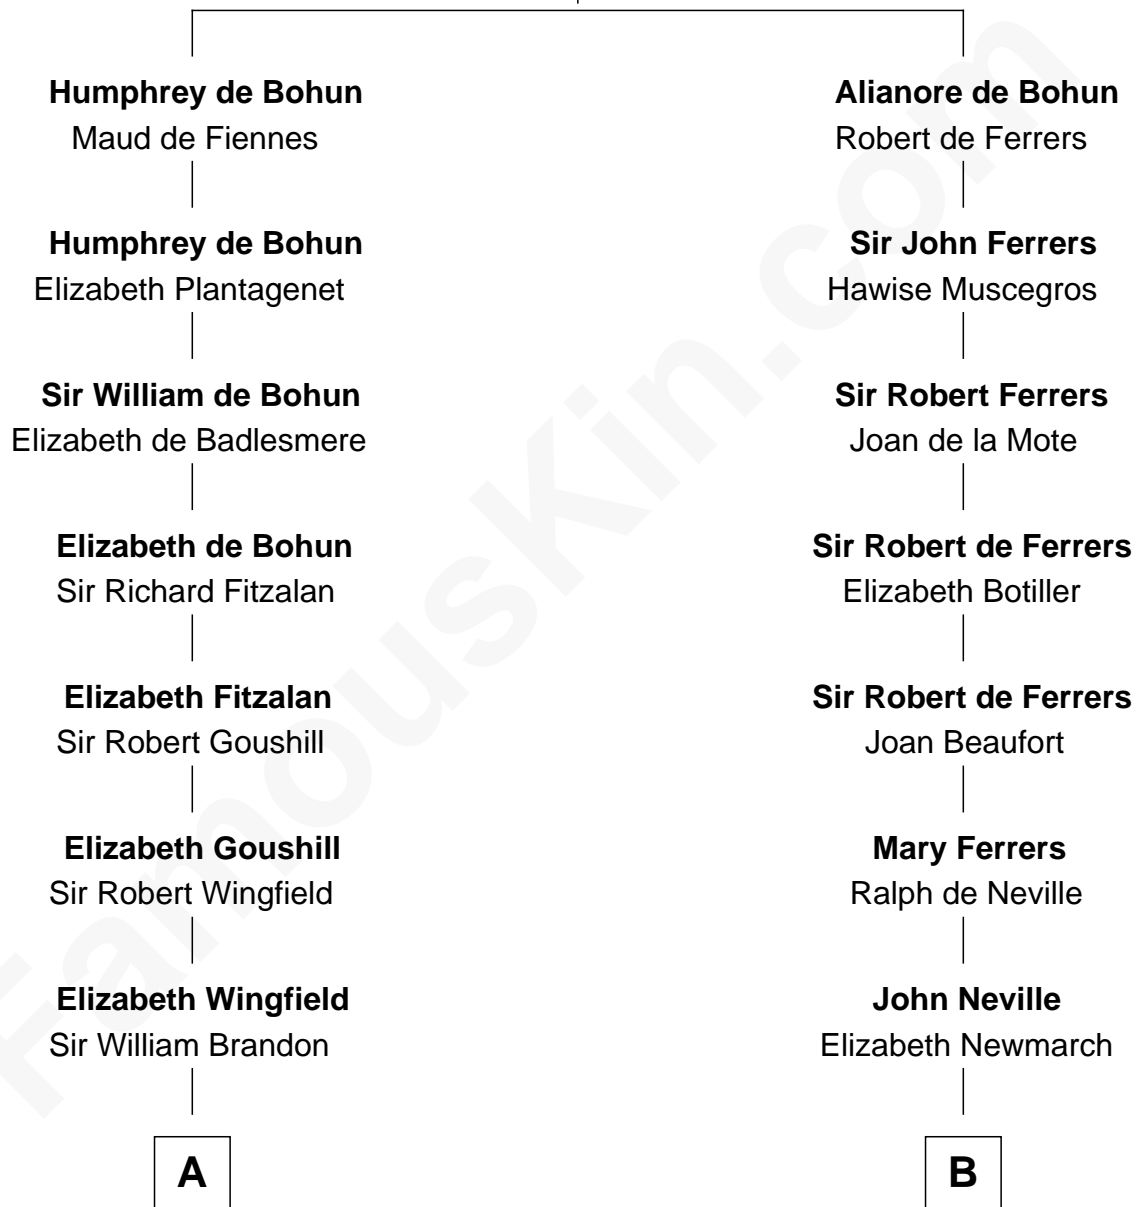 Humphrey de Bohun
Maud de Fiennes
Humphrey de Bohun
Elizabeth Plantagenet
Sir William de Bohun
Elizabeth de Badlesmere
Elizabeth de Bohun
Sir Richard Fitzalan
Elizabeth Fitzalan
Sir Robert Goushill
Elizabeth Goushill
Sir Robert Wingfield
Elizabeth Wingfield
Sir William Brandon
A
Alianore de Bohun
Robert de Ferrers
Sir John Ferrers
Hawise Muscegros
Sir Robert Ferrers
Joan de la Mote
Sir Robert de Ferrers
Elizabeth Botiller
Sir Robert de Ferrers
Joan Beaufort
Mary Ferrers
Ralph de Neville
John Neville
Elizabeth Newmarch
B
FamousKin.com